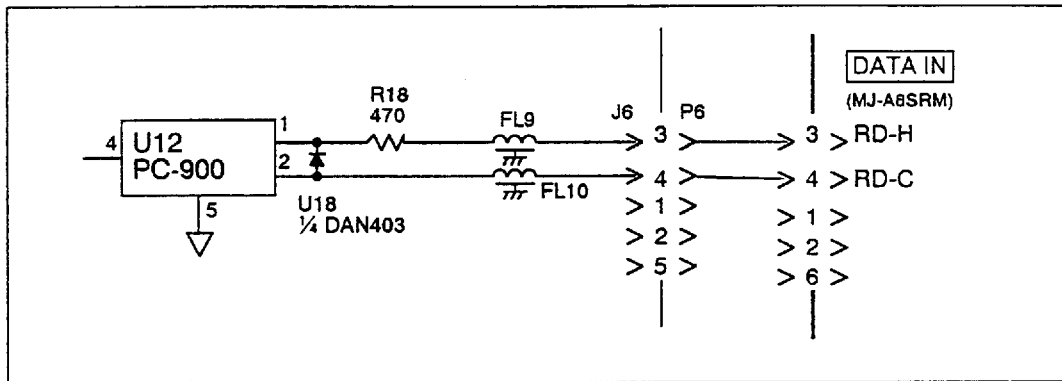 DATA IN
(MJ-A8SRM)
R18
470
FL9
J6
P6
1
3
3
RD-H
4
U12
PC-900
2
4
4
RD-C
FL10
5
U18
¼ DAN403
1
1
2
2
5
6